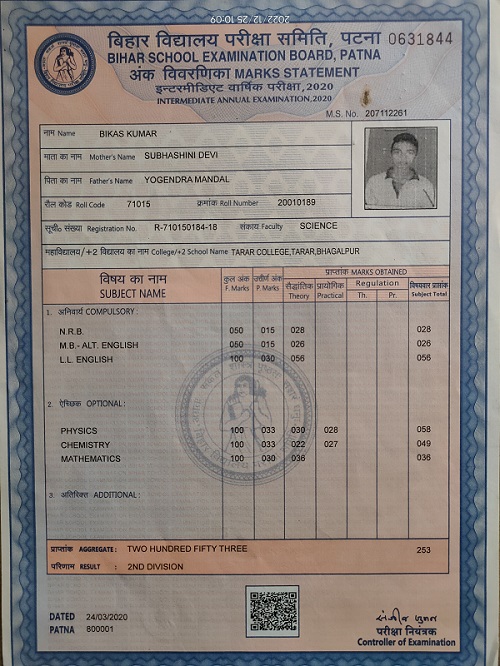 2022/12/25 10:09
बिहार विद्यालय परीक्षा समिति, पटना 0631844
BIHAR SCHOOL EXAMINATION BOARD, PATNA
अंक विवरणिका MARKS STATEMENT
इन्टरमीडिएट वार्षिक परीक्षा,2020
INTERMEDIATE ANNUAL EXAMINATION,2020
M.S. No. 207112261
नाम Name BIKAS KUMAR
माता का नाम Mother's Name SUBHASHINI DEVI
पिता का नाम Father's Name YOGENDRA MANDAL
रौल कोड Roll Code 71015 क्रमांक Roll Number 20010189
सूची० संख्या Registration No. R-710150184-18 संकाय Faculty SCIENCE
महाविद्यालय/+2 विद्यालय का नाम College/+2 School Name TARAR COLLEGE,TARAR,BHAGALPUR
विषय का नाम SUBJECT NAME कुल अंक F. Marks उत्तीर्ण अंक P. Marks प्राप्तांक MARKS OBTAINED
सैद्धांतिक Theory प्रायोगिक Practical Regulation Th. Pr. विषयवार प्राप्तांक Subject Total
1. अनिवार्य COMPULSORY:
N.R.B. 050 015 028 028
M.B.- ALT. ENGLISH 050 015 026 026
L.L. ENGLISH 100 030 056 056
2. ऐच्छिक OPTIONAL:
PHYSICS 100 033 030 028 058
CHEMISTRY 100 033 022 027 049
MATHEMATICS 100 030 036 036
3. अतिरिक्त ADDITIONAL:
प्राप्तांक AGGREGATE: TWO HUNDRED FIFTY THREE 253
परिणाम RESULT : 2ND DIVISION
DATED 24/03/2020
PATNA 800001
परीक्षा नियंत्रक
Controller of Examination